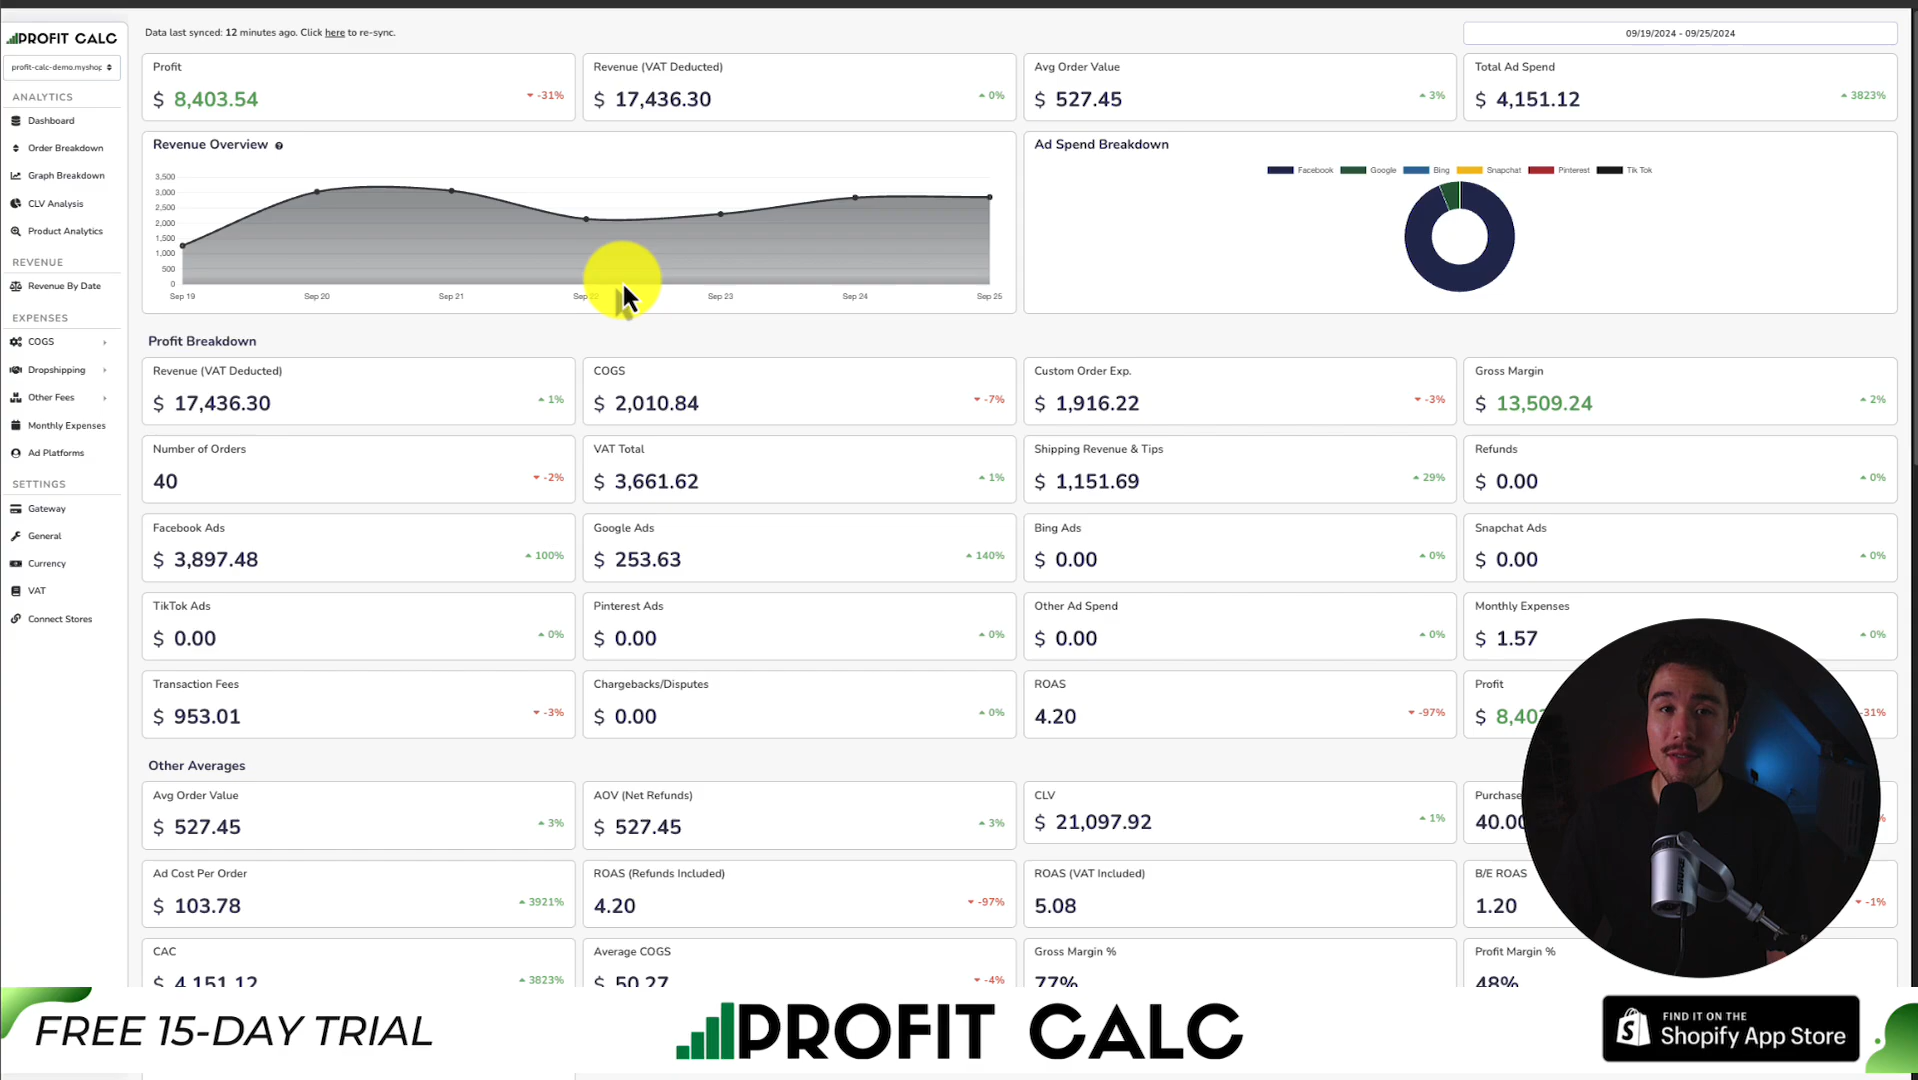 PROFIT CALC
profit-calc-demo.myshop
ANALYTICS
Dashboard
Order Breakdown
Graph Breakdown
CLV Analysis
Product Analytics
REVENUE
Revenue By Date
EXPENSES
COGS
Dropshipping
Other Fees
Monthly Expenses
Ad Platforms
SETTINGS
Gateway
General
Currency
VAT
Connect Stores
Data last synced: 12 minutes ago. Click here to re-sync.
09/19/2024 - 09/25/2024
Profit
$ 8,403.54
-31%
Revenue (VAT Deducted)
$ 17,436.30
0%
Avg Order Value
$ 527.45
3%
Total Ad Spend
$ 4,151.12
3823%
Revenue Overview
3,500
3,000
2,500
2,000
1,500
1,000
500
0
Sep 19 Sep 20 Sep 21 Sep 22 Sep 23 Sep 24 Sep 25
Ad Spend Breakdown
Facebook Google Bing Snapchat Pinterest Tik Tok
Profit Breakdown
Revenue (VAT Deducted)
$ 17,436.30
1%
COGS
$ 2,010.84
-7%
Custom Order Exp.
$ 1,916.22
-3%
Gross Margin
$ 13,509.24
2%
Number of Orders
40
-2%
VAT Total
$ 3,661.62
1%
Shipping Revenue & Tips
$ 1,151.69
29%
Refunds
$ 0.00
0%
Facebook Ads
$ 3,897.48
100%
Google Ads
$ 253.63
140%
Bing Ads
$ 0.00
0%
Snapchat Ads
$ 0.00
0%
TikTok Ads
$ 0.00
0%
Pinterest Ads
$ 0.00
0%
Other Ad Spend
$ 0.00
0%
Monthly Expenses
$ 1.57
0%
Transaction Fees
$ 953.01
-3%
Chargebacks/Disputes
$ 0.00
0%
ROAS
4.20
-97%
Profit
$ 8,40
31%
Other Averages
Avg Order Value
$ 527.45
3%
AOV (Net Refunds)
$ 527.45
3%
CLV
$ 21,097.92
1%
Purchase
40.00
%
Ad Cost Per Order
$ 103.78
3921%
ROAS (Refunds Included)
4.20
-97%
ROAS (VAT Included)
5.08
B/E ROAS
1.20
-1%
CAC
$ 4,151.12
3823%
Average COGS
$ 50.27
-4%
Gross Margin %
77%
Profit Margin %
48%
SHURE
FREE 15-DAY TRIAL
PROFIT CALC
FIND IT ON THE
Shopify App Store